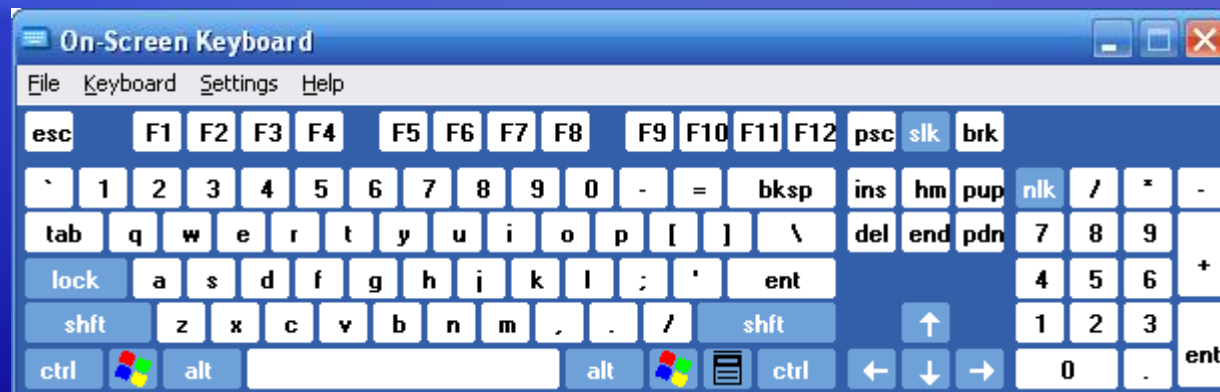 On-Screen Keyboard
File Keyboard Settings Help
esc F1 F2 F3 F4 F5 F6 F7 F8 F9 F10 F11 F12 psc slk brk
` 1 2 3 4 5 6 7 8 9 0 - = bksp ins hm pup nlk / * -
tab q w e r t y u i o p [ ] \ del end pdn 7 8 9
lock a s d f g h j k l ; ' ent 4 5 6 +
shft z x c v b n m , . / shft ↑ 1 2 3
ctrl alt alt ctrl ← ↓ → 0 . ent